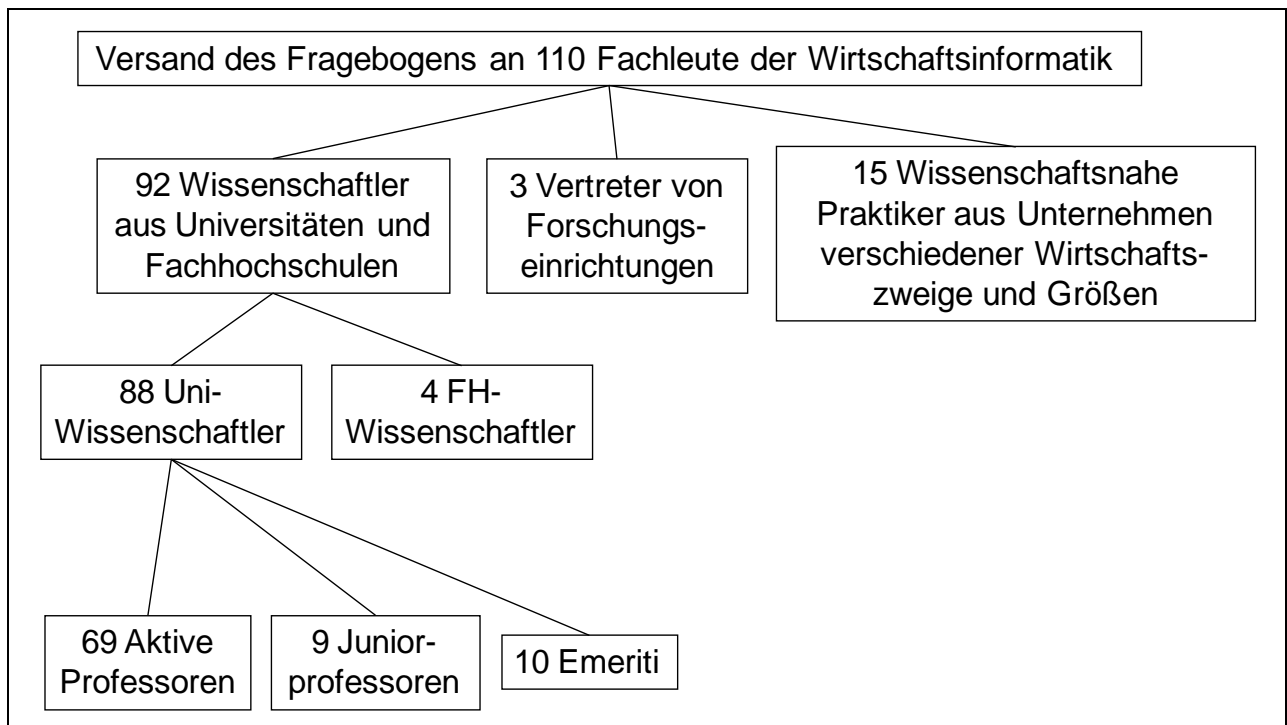 Versand des Fragebogens an 110 Fachleute der Wirtschaftsinformatik
92 Wissenschaftler
aus Universitäten und
Fachhochschulen
3 Vertreter von
Forschungs-
einrichtungen
15 Wissenschaftsnahe
Praktiker aus Unternehmen
verschiedener Wirtschafts-
zweige und Größen
88 Uni-
Wissenschaftler
4 FH-
Wissenschaftler
69 Aktive
Professoren
9 Junior-
professoren
10 Emeriti